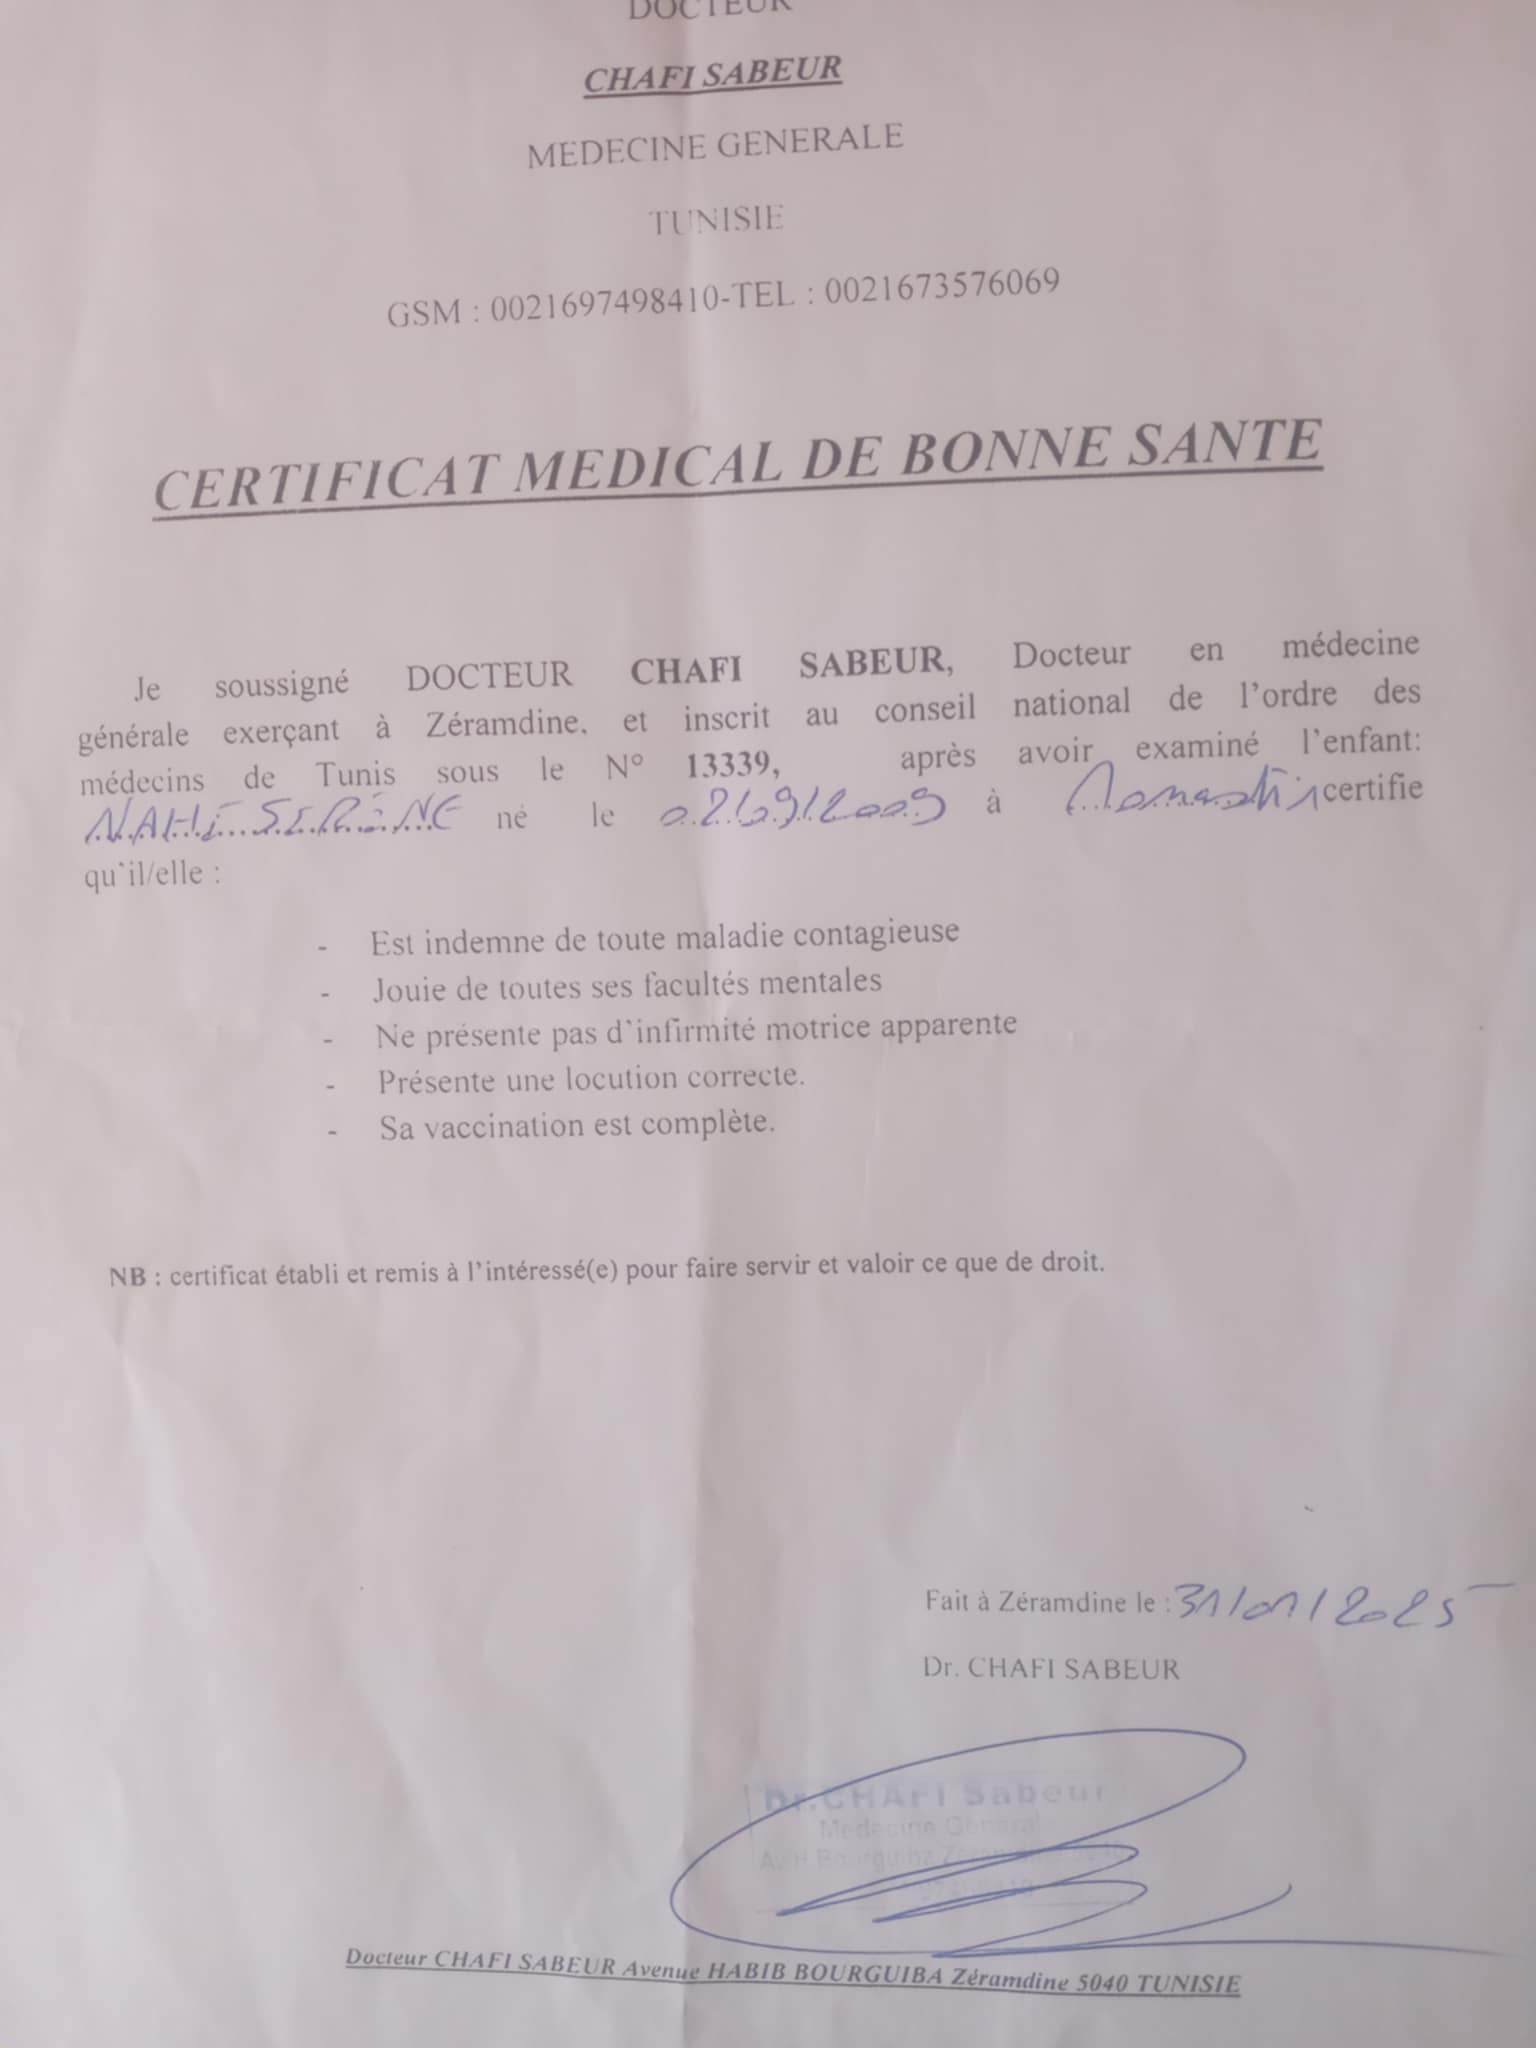 DOCTEUR
CHAFI SABEUR
MEDECINE GENERALE
TUNISIE
GSM : 0021697498410-TEL : 0021673576069
CERTIFICAT MEDICAL DE BONNE SANTE
Je soussigné DOCTEUR CHAFI SABEUR, Docteur en médecine
générale exerçant à Zéramdine, et inscrit au conseil national de l'ordre des
médecins de Tunis sous le N° 13339, après avoir examiné l'enfant:
NAHI SERINE né le 02/09/2009 à Monastir certifie
qu'il/elle :
- Est indemne de toute maladie contagieuse
- Jouie de toutes ses facultés mentales
- Ne présente pas d'infirmité motrice apparente
- Présente une locution correcte.
- Sa vaccination est complète.
NB : certificat établi et remis à l'intéressé(e) pour faire servir et valoir ce que de droit.
Fait à Zéramdine le : 31/01/2025
Dr. CHAFI SABEUR
Dr.CHAFI Sabeur
Medecine
Av H Bourguiba
Docteur CHAFI SABEUR Avenue HABIB BOURGUIBA Zéramdine 5040 TUNISIE